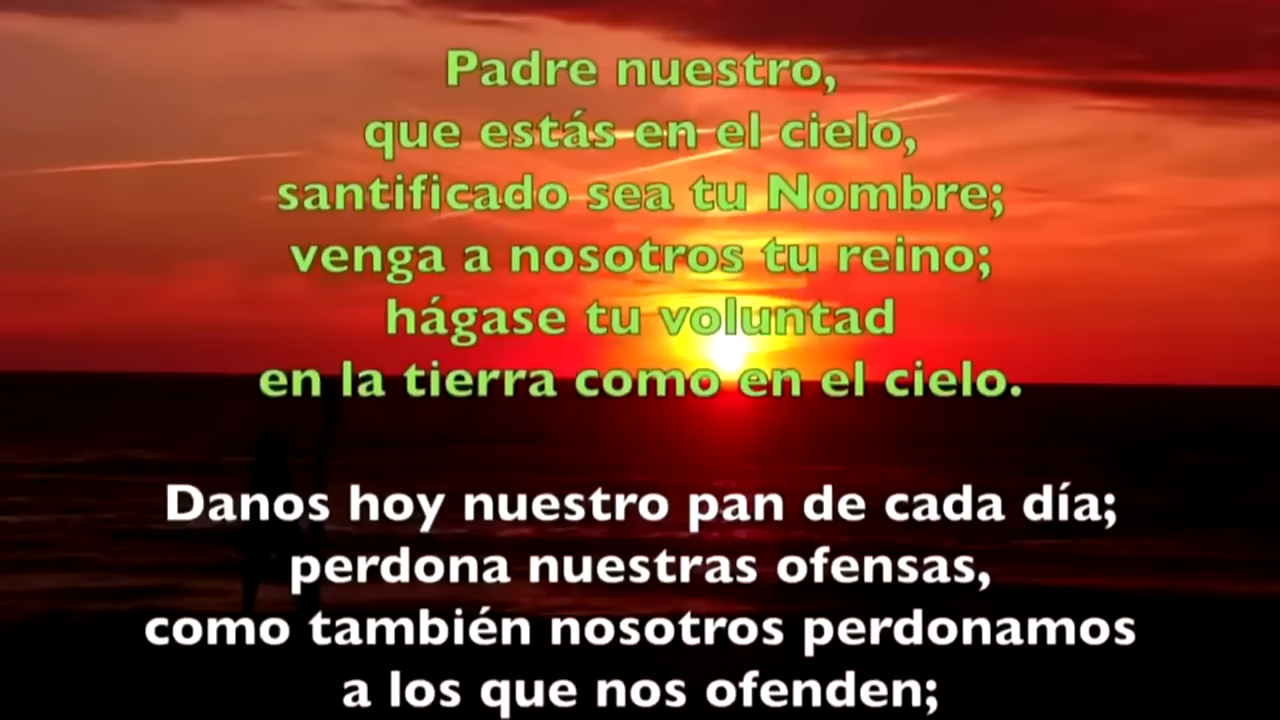 Padre nuestro,
que estás en el cielo,
santificado sea tu Nombre;
venga a nosotros tu reino;
hágase tu voluntad
en la tierra como en el cielo.
Danos hoy nuestro pan de cada día;
perdona nuestras ofensas,
como también nosotros perdonamos
a los que nos ofenden;